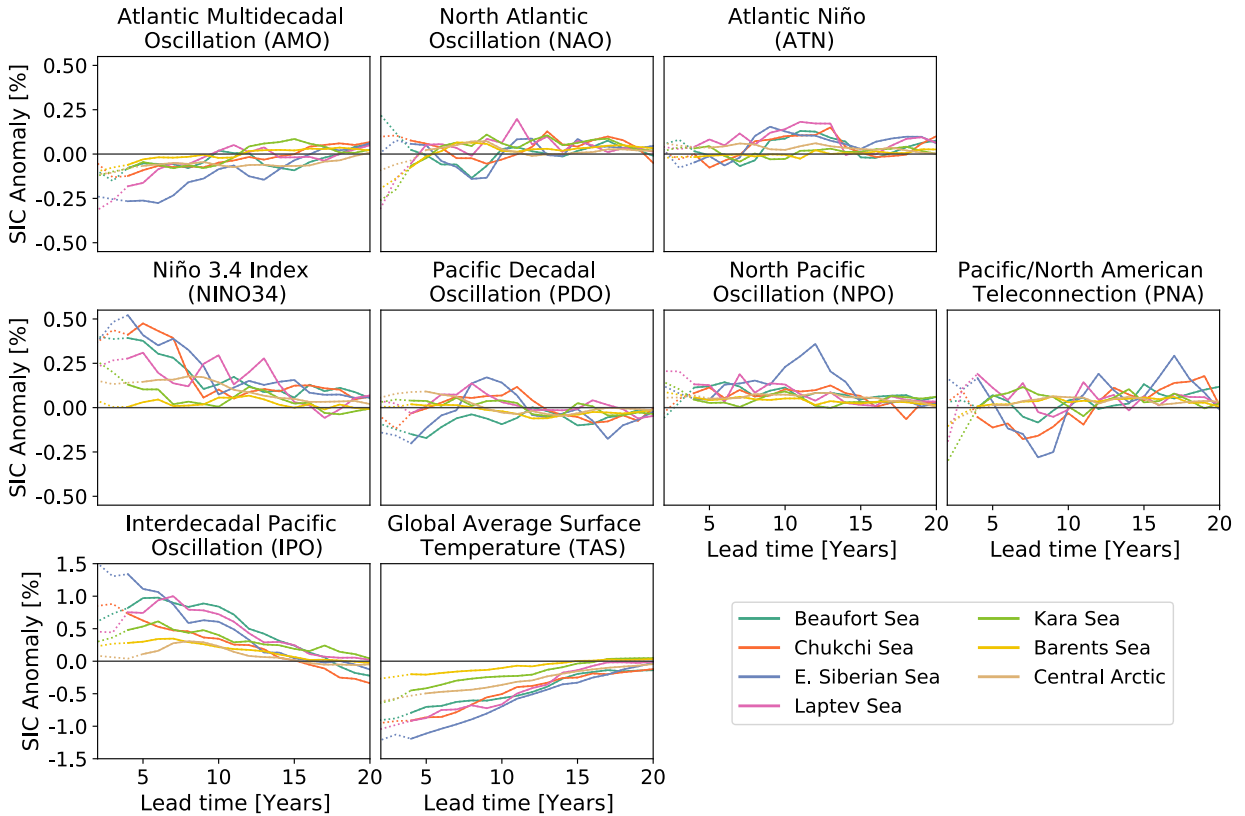 Atlantic Multidecadal
Oscillation (AMO)
North Atlantic
Oscillation (NAO)
Atlantic Niño
(ATN)
SIC Anomaly [%]
0.50
0.25
0.00
-0.25
-0.50
Niño 3.4 Index
(NINO34)
Pacific Decadal
Oscillation (PDO)
North Pacific
Oscillation (NPO)
Pacific/North American
Teleconnection (PNA)
SIC Anomaly [%]
0.50
0.25
0.00
-0.25
-0.50
5 10 15 20
Lead time [Years]
5 10 15 20
Lead time [Years]
Interdecadal Pacific
Oscillation (IPO)
Global Average Surface
Temperature (TAS)
SIC Anomaly [%]
1.5
1.0
0.5
0.0
-0.5
-1.0
-1.5
5 10 15 20
Lead time [Years]
5 10 15 20
Lead time [Years]
Beaufort Sea
Chukchi Sea
E. Siberian Sea
Laptev Sea
Kara Sea
Barents Sea
Central Arctic